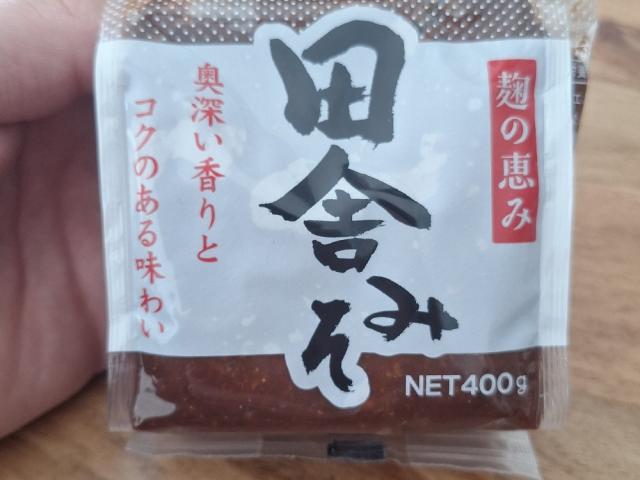 麹の恵み
田舎みそ
奥深い香りと
コクのある味わい
NET400g